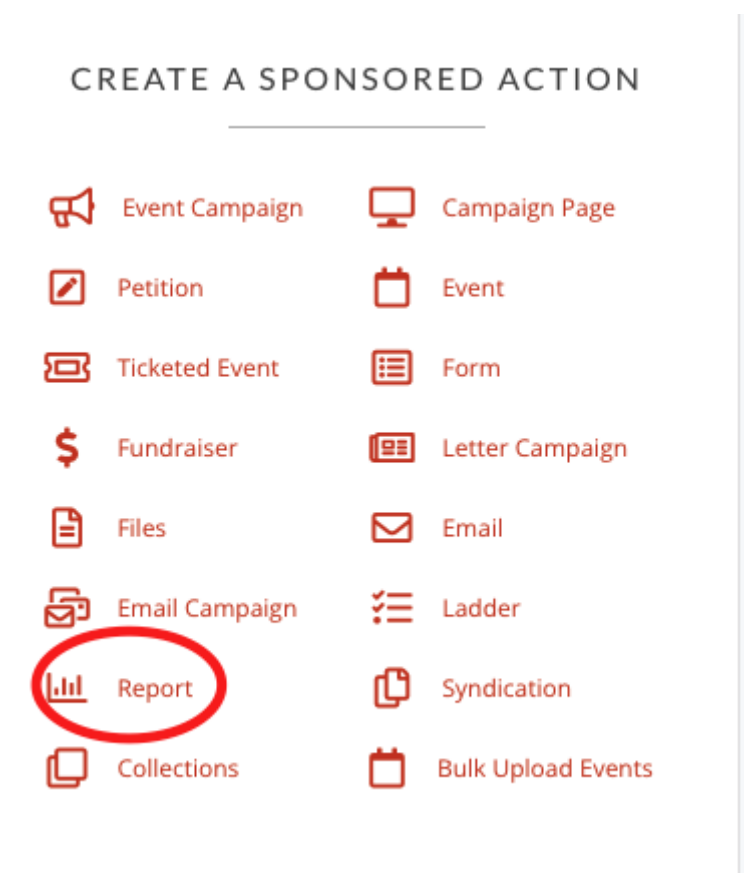 CREATE A SPONSORED ACTION
Event Campaign
Campaign Page
Petition
Event
Ticketed Event
Form
Fundraiser
Letter Campaign
Files
Email
Email Campaign
Ladder
Report
Syndication
Collections
Bulk Upload Events